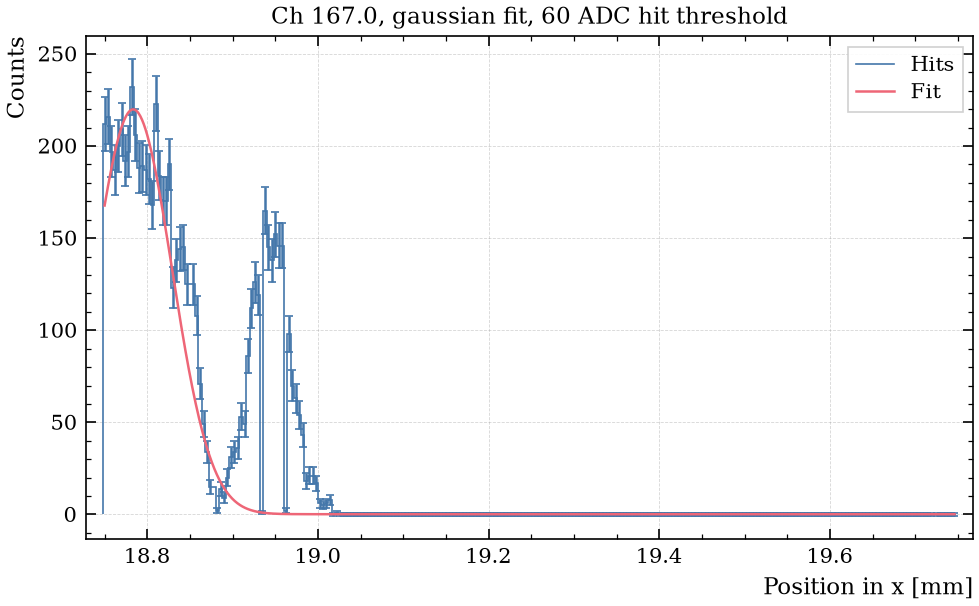 Ch 167.0, gaussian fit, 60 ADC hit threshold
Counts
250
200
150
100
50
0
Hits
Fit
18.8
19.0
19.2
19.4
19.6
Position in x [mm]